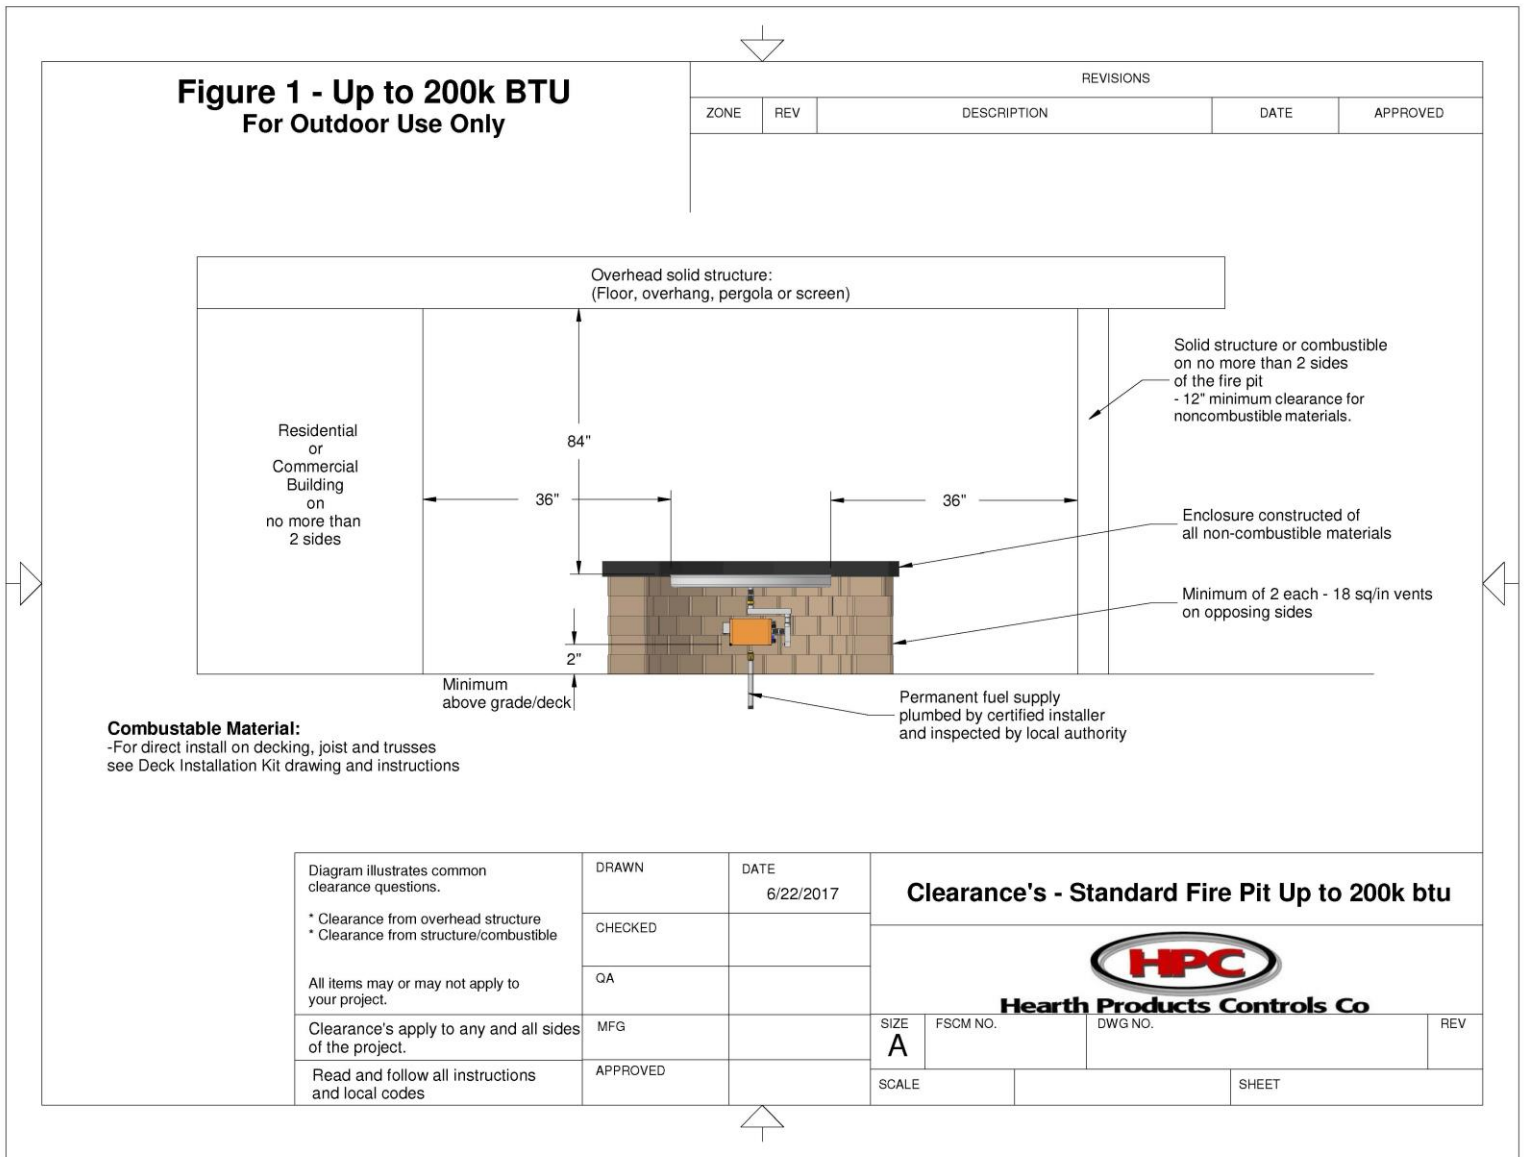 Figure 1 - Up to 200k BTU
For Outdoor Use Only
REVISIONS
ZONE REV DESCRIPTION DATE APPROVED
Overhead solid structure:
(Floor, overhang, pergola or screen)
Solid structure or combustible
on no more than 2 sides
of the fire pit
- 12" minimum clearance for
noncombustible materials.
Residential
or
Commercial
Building
on
no more than
2 sides
84"
36"
36"
Enclosure constructed of
all non-combustible materials
Minimum of 2 each - 18 sq/in vents
on opposing sides
2"
Minimum
above grade/deck
Permanent fuel supply
plumbed by certified installer
and inspected by local authority
Combustable Material:
-For direct install on decking, joist and trusses
see Deck Installation Kit drawing and instructions
Diagram illustrates common
clearance questions.
* Clearance from overhead structure
* Clearance from structure/combustible
All items may or may not apply to
your project.
Clearance's apply to any and all sides
of the project.
Read and follow all instructions
and local codes
DRAWN
DATE
6/22/2017
CHECKED
QA
MFG
APPROVED
Clearance's - Standard Fire Pit Up to 200k btu
HPC
Hearth Products Controls Co
SIZE
A
FSCM NO.
DWG NO.
REV
SCALE
SHEET